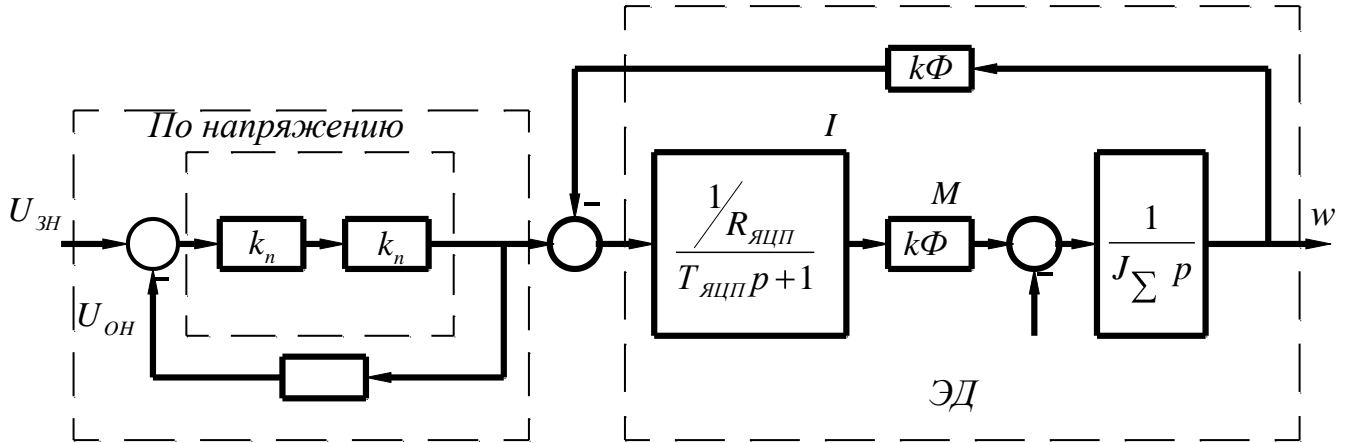 kФ
По напряжению
I
U_ЗН
k_п
k_п
1/R_ЯЦП
T_ЯЦП p + 1
M
kФ
1
J_Σ p
w
U_ОН
ЭД